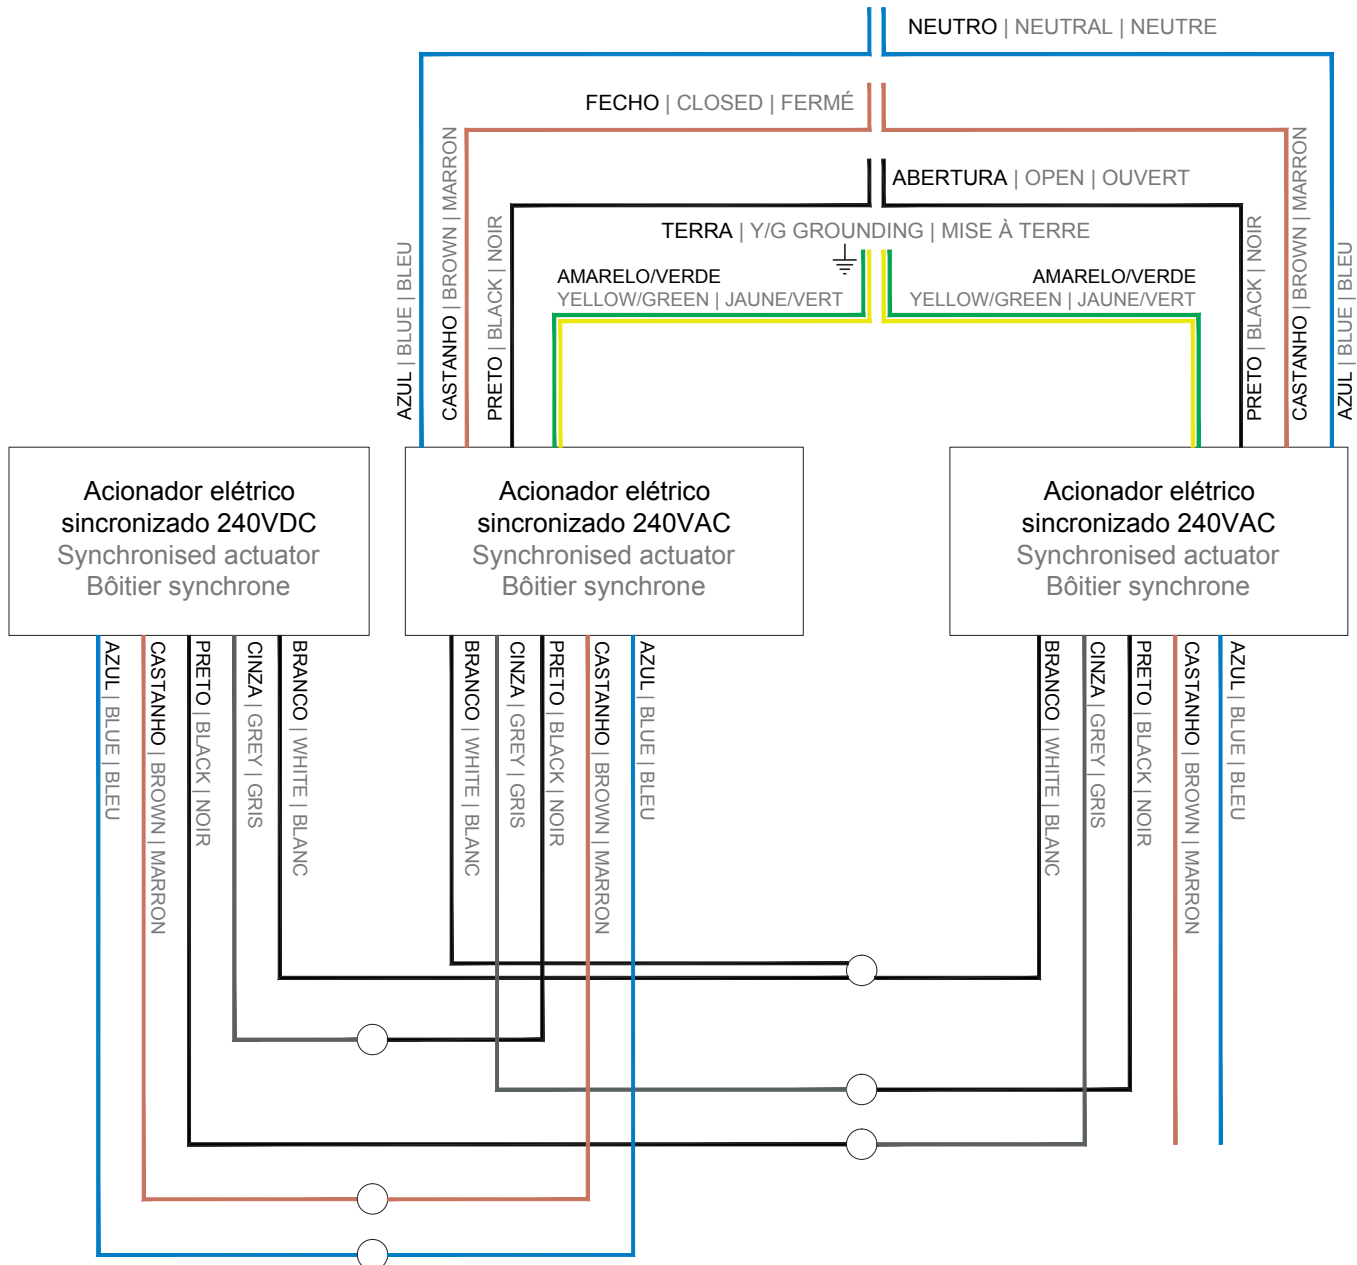 NEUTRO | NEUTRAL | NEUTRE
FECHO | CLOSED | FERMÉ
ABERTURA | OPEN | OUVERT
TERRA | Y/G GROUNDING | MISE À TERRE
AMARELO/VERDE
YELLOW/GREEN | JAUNE/VERT
AMARELO/VERDE
YELLOW/GREEN | JAUNE/VERT
AZUL | BLUE | BLEU
CASTANHO | BROWN | MARRON
PRETO | BLACK | NOIR
PRETO | BLACK | NOIR
CASTANHO | BROWN | MARRON
AZUL | BLUE | BLEU
Acionador elétrico
sincronizado 240VDC
Synchronised actuator
Bôitier synchrone
Acionador elétrico
sincronizado 240VAC
Synchronised actuator
Bôitier synchrone
Acionador elétrico
sincronizado 240VAC
Synchronised actuator
Bôitier synchrone
AZUL | BLUE | BLEU
CASTANHO | BROWN | MARRON
PRETO | BLACK | NOIR
CINZA | GREY | GRIS
BRANCO | WHITE | BLANC
BRANCO | WHITE | BLANC
CINZA | GREY | GRIS
PRETO | BLACK | NOIR
CASTANHO | BROWN | MARRON
AZUL | BLUE | BLEU
BRANCO | WHITE | BLANC
CINZA | GREY | GRIS
PRETO | BLACK | NOIR
CASTANHO | BROWN | MARRON
AZUL | BLUE | BLEU